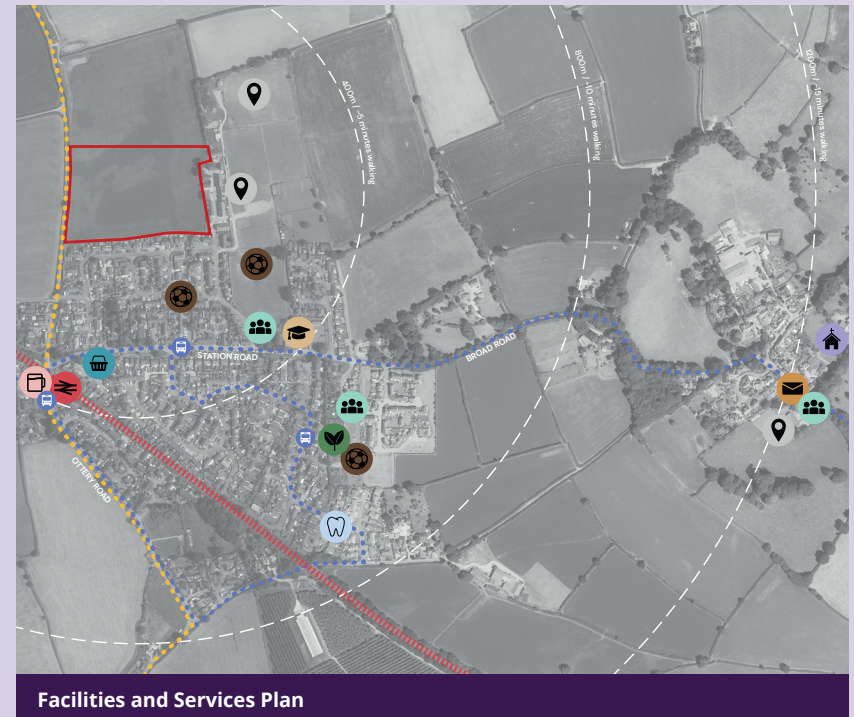 400m / ~5 minutes walking
800m / ~10 minutes walking
1200m / ~15 minutes walking
STATION ROAD
BROAD ROAD
OTTERY ROAD
Facilities and Services Plan